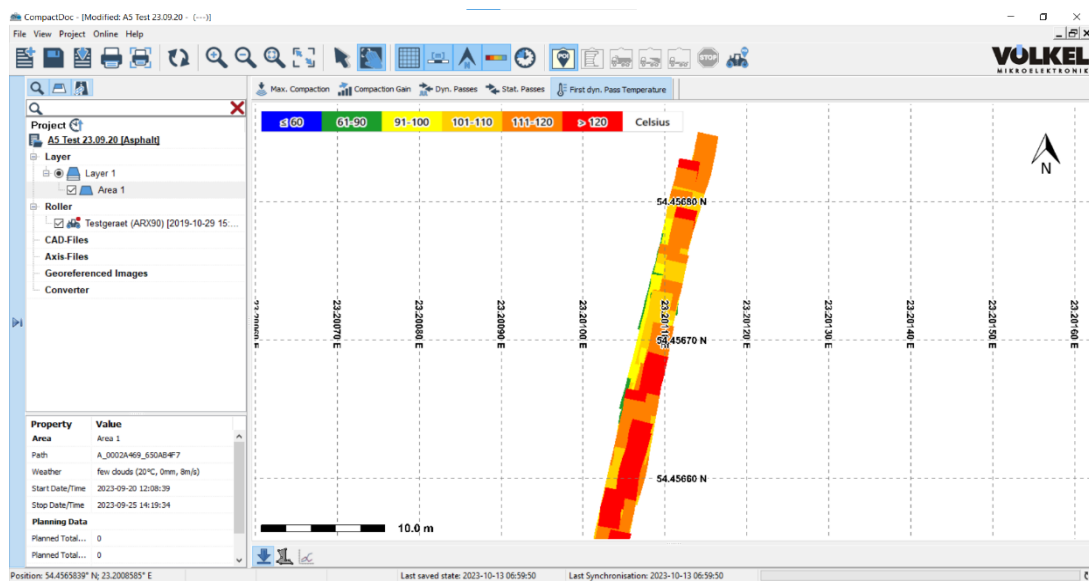 CompactDoc - [Modified: A5 Test 23.09.20 - (---)]
File View Project Online Help
STOP
VÖLKEL
MIKROELEKTRONIK
Max. Compaction Compaction Gain Dyn. Passes Stat. Passes First dyn. Pass Temperature
Project
A5 Test 23.09.20 [Asphalt]
Layer
Layer 1
Area 1
Roller
Testgeraet (ARX90) [2019-10-29 15:...
CAD-Files
Axis-Files
Georeferenced Images
Converter
≤ 60 61-90 91-100 101-110 111-120 > 120 Celsius
N
54.45680 N
23.20070 E
23.20080 E
23.20090 E
23.20100 E
23.20120 E
23.20130 E
23.20140 E
23.20150 E
23.20160 E
54.45670 N
54.45660 N
10.0 m
Property Value
Area Area 1
Path A_0002A469_650AB4F7
Weather few clouds (20°C, 0mm, 8m/s)
Start Date/Time 2023-09-20 12:08:39
Stop Date/Time 2023-09-25 14:19:34
Planning Data
Planned Total... 0
Planned Total... 0
Position: 54.4565839° N; 23.2008585° E Last saved state: 2023-10-13 06:59:50 Last Synchronisation: 2023-10-13 06:59:50